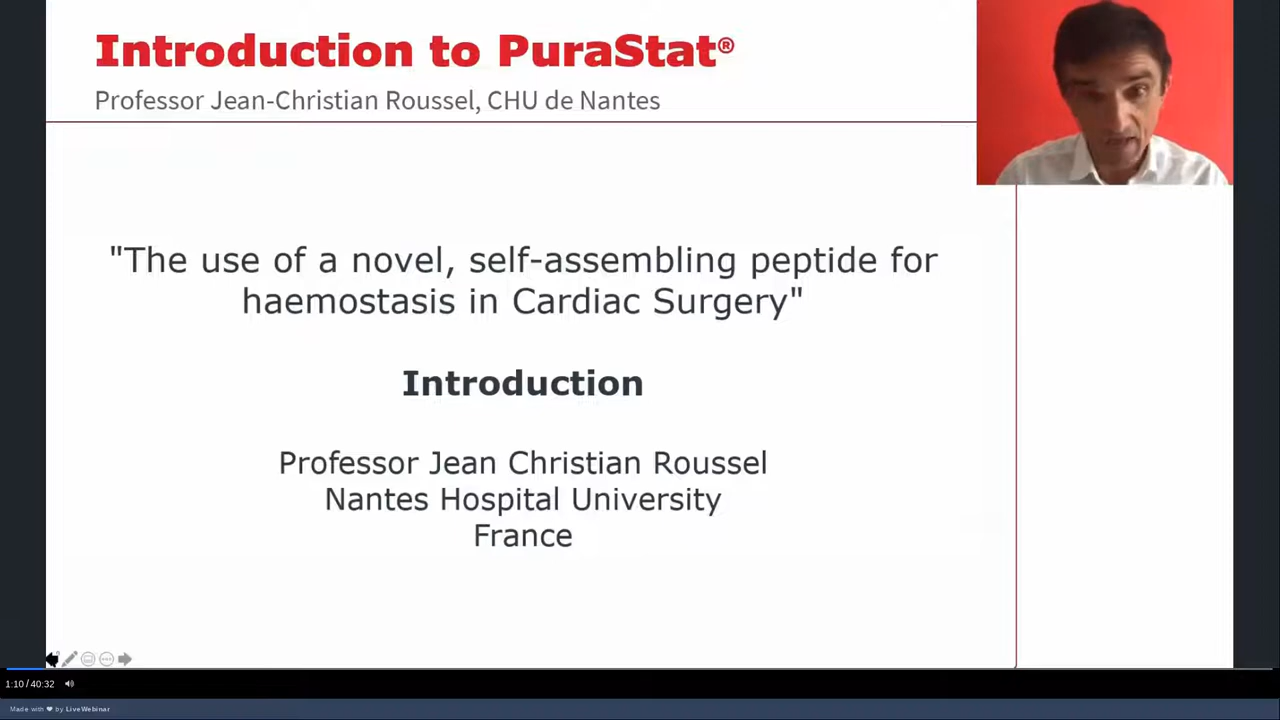 Introduction to PuraStat®
Professor Jean-Christian Roussel, CHU de Nantes
"The use of a novel, self-assembling peptide for
haemostasis in Cardiac Surgery"
Introduction
Professor Jean Christian Roussel
Nantes Hospital University
France
1:10 / 40:32
Made with ❤ by LiveWebinar